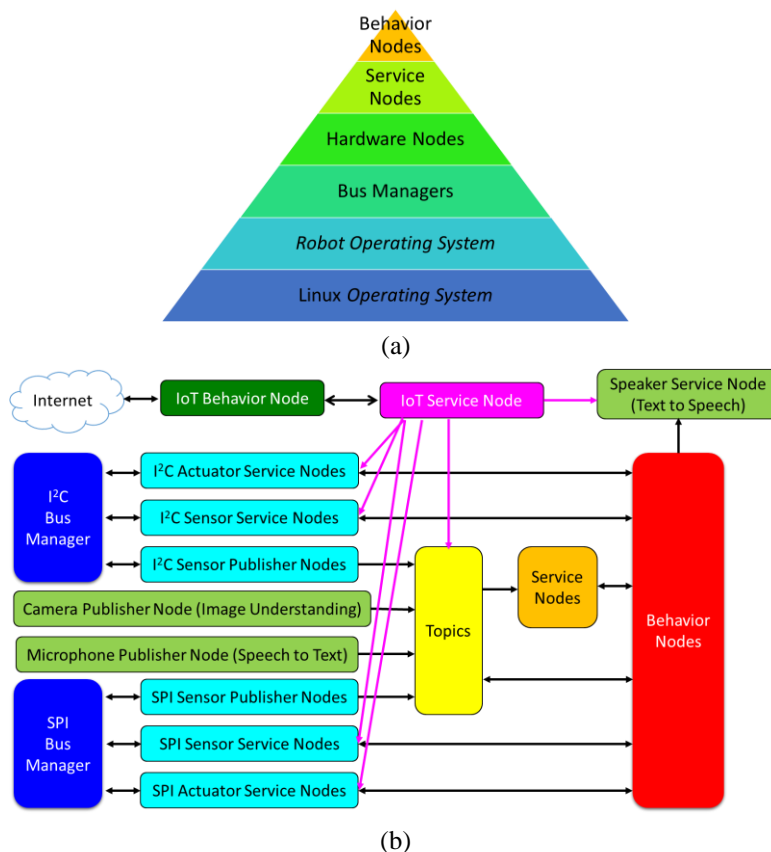 Behavior
Nodes
Service
Nodes
Hardware Nodes
Bus Managers
Robot Operating System
Linux Operating System
(a)
Internet
IoT Behavior Node
IoT Service Node
Speaker Service Node
(Text to Speech)
I²C
Bus
Manager
I²C Actuator Service Nodes
I²C Sensor Service Nodes
I²C Sensor Publisher Nodes
Camera Publisher Node (Image Understanding)
Microphone Publisher Node (Speech to Text)
Topics
Service
Nodes
Behavior
Nodes
SPI
Bus
Manager
SPI Sensor Publisher Nodes
SPI Sensor Service Nodes
SPI Actuator Service Nodes
(b)